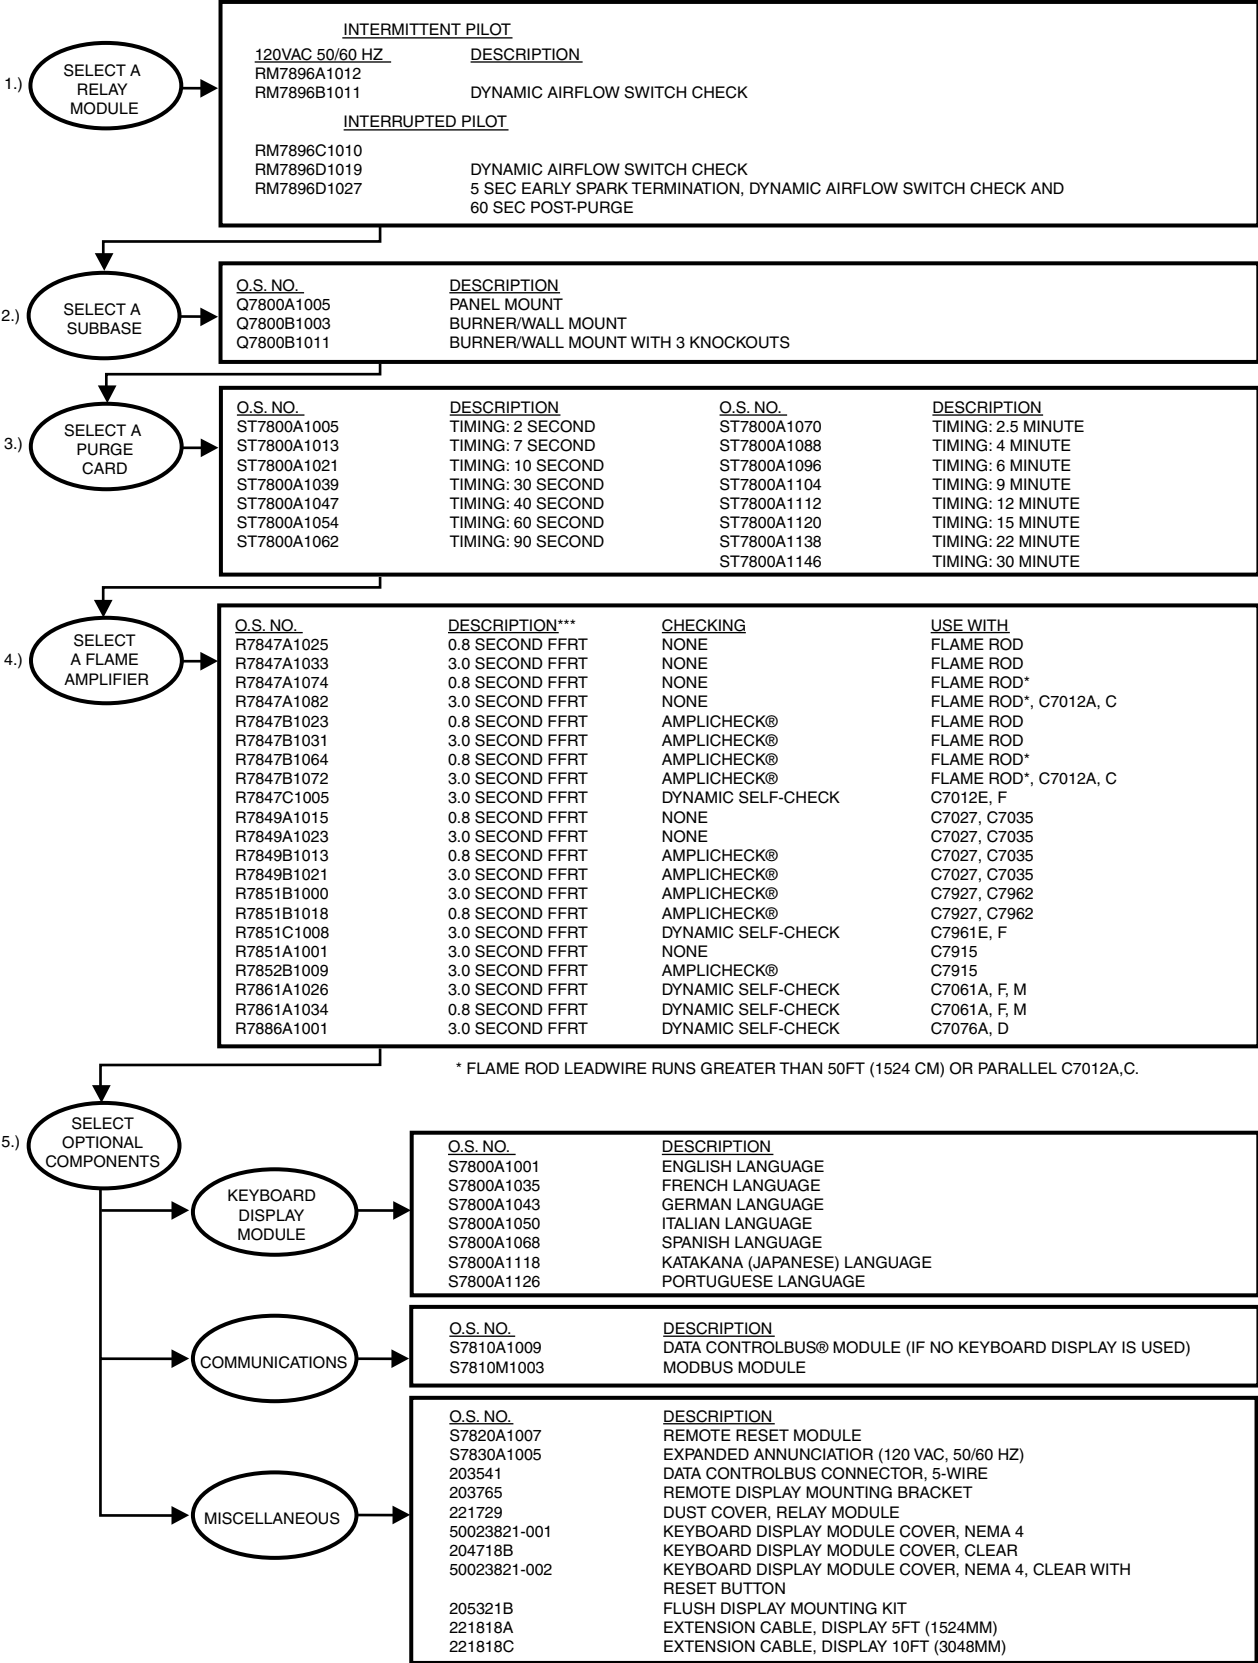 INTERMITTENT PILOT
120VAC 50/60 HZ DESCRIPTION
RM7896A1012
RM7896B1011 DYNAMIC AIRFLOW SWITCH CHECK
INTERRUPTED PILOT
RM7896C1010
RM7896D1019 DYNAMIC AIRFLOW SWITCH CHECK
RM7896D1027 5 SEC EARLY SPARK TERMINATION, DYNAMIC AIRFLOW SWITCH CHECK AND
60 SEC POST-PURGE
1.) SELECT A
RELAY
MODULE
2.) SELECT A
SUBBASE
O.S. NO. DESCRIPTION
Q7800A1005 PANEL MOUNT
Q7800B1003 BURNER/WALL MOUNT
Q7800B1011 BURNER/WALL MOUNT WITH 3 KNOCKOUTS
3.) SELECT A
PURGE
CARD
O.S. NO. DESCRIPTION O.S. NO. DESCRIPTION
ST7800A1005 TIMING: 2 SECOND ST7800A1070 TIMING: 2.5 MINUTE
ST7800A1013 TIMING: 7 SECOND ST7800A1088 TIMING: 4 MINUTE
ST7800A1021 TIMING: 10 SECOND ST7800A1096 TIMING: 6 MINUTE
ST7800A1039 TIMING: 30 SECOND ST7800A1104 TIMING: 9 MINUTE
ST7800A1047 TIMING: 40 SECOND ST7800A1112 TIMING: 12 MINUTE
ST7800A1054 TIMING: 60 SECOND ST7800A1120 TIMING: 15 MINUTE
ST7800A1062 TIMING: 90 SECOND ST7800A1138 TIMING: 22 MINUTE
ST7800A1146 TIMING: 30 MINUTE
4.) SELECT
A FLAME
AMPLIFIER
O.S. NO. DESCRIPTION*** CHECKING USE WITH
R7847A1025 0.8 SECOND FFRT NONE FLAME ROD
R7847A1033 3.0 SECOND FFRT NONE FLAME ROD
R7847A1074 0.8 SECOND FFRT NONE FLAME ROD*
R7847A1082 3.0 SECOND FFRT NONE FLAME ROD*, C7012A, C
R7847B1023 0.8 SECOND FFRT AMPLICHECK® FLAME ROD
R7847B1031 3.0 SECOND FFRT AMPLICHECK® FLAME ROD
R7847B1064 0.8 SECOND FFRT AMPLICHECK® FLAME ROD*
R7847B1072 3.0 SECOND FFRT AMPLICHECK® FLAME ROD*, C7012A, C
R7847C1005 3.0 SECOND FFRT DYNAMIC SELF-CHECK C7012E, F
R7849A1015 0.8 SECOND FFRT NONE C7027, C7035
R7849A1023 3.0 SECOND FFRT NONE C7027, C7035
R7849B1013 0.8 SECOND FFRT AMPLICHECK® C7027, C7035
R7849B1021 3.0 SECOND FFRT AMPLICHECK® C7027, C7035
R7851B1000 3.0 SECOND FFRT AMPLICHECK® C7927, C7962
R7851B1018 0.8 SECOND FFRT AMPLICHECK® C7927, C7962
R7851C1008 3.0 SECOND FFRT DYNAMIC SELF-CHECK C7961E, F
R7851A1001 3.0 SECOND FFRT NONE C7915
R7852B1009 3.0 SECOND FFRT AMPLICHECK® C7915
R7861A1026 3.0 SECOND FFRT DYNAMIC SELF-CHECK C7061A, F, M
R7861A1034 0.8 SECOND FFRT DYNAMIC SELF-CHECK C7061A, F, M
R7886A1001 3.0 SECOND FFRT DYNAMIC SELF-CHECK C7076A, D
* FLAME ROD LEADWIRE RUNS GREATER THAN 50FT (1524 CM) OR PARALLEL C7012A,C.
5.) SELECT
OPTIONAL
COMPONENTS
KEYBOARD
DISPLAY
MODULE
O.S. NO. DESCRIPTION
S7800A1001 ENGLISH LANGUAGE
S7800A1035 FRENCH LANGUAGE
S7800A1043 GERMAN LANGUAGE
S7800A1050 ITALIAN LANGUAGE
S7800A1068 SPANISH LANGUAGE
S7800A1118 KATAKANA (JAPANESE) LANGUAGE
S7800A1126 PORTUGUESE LANGUAGE
COMMUNICATIONS
O.S. NO. DESCRIPTION
S7810A1009 DATA CONTROLBUS® MODULE (IF NO KEYBOARD DISPLAY IS USED)
S7810M1003 MODBUS MODULE
MISCELLANEOUS
O.S. NO. DESCRIPTION
S7820A1007 REMOTE RESET MODULE
S7830A1005 EXPANDED ANNUNCIATIOR (120 VAC, 50/60 HZ)
203541 DATA CONTROLBUS CONNECTOR, 5-WIRE
203765 REMOTE DISPLAY MOUNTING BRACKET
221729 DUST COVER, RELAY MODULE
50023821-001 KEYBOARD DISPLAY MODULE COVER, NEMA 4
204718B KEYBOARD DISPLAY MODULE COVER, CLEAR
50023821-002 KEYBOARD DISPLAY MODULE COVER, NEMA 4, CLEAR WITH
RESET BUTTON
205321B FLUSH DISPLAY MOUNTING KIT
221818A EXTENSION CABLE, DISPLAY 5FT (1524MM)
221818C EXTENSION CABLE, DISPLAY 10FT (3048MM)